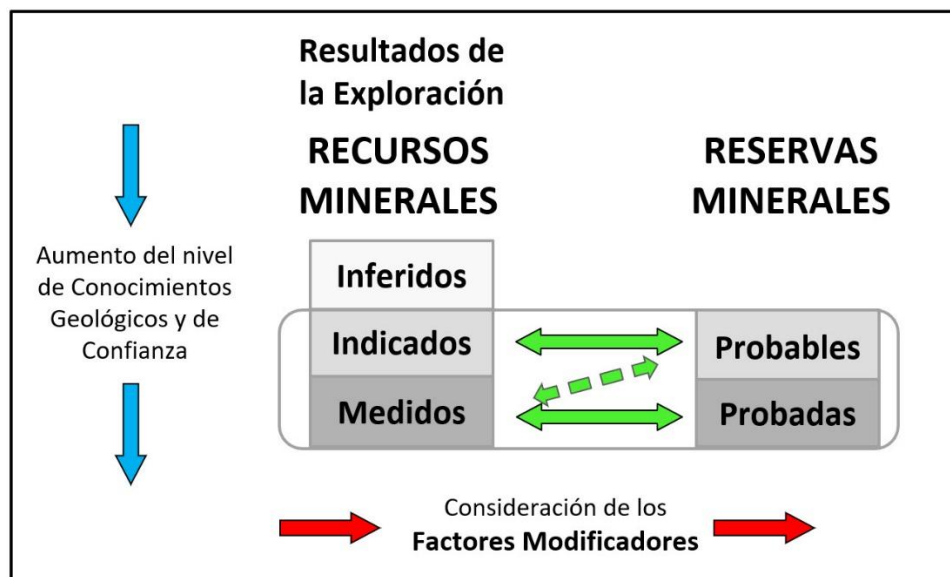 Resultados de
la Exploración
RECURSOS
MINERALES
RESERVAS
MINERALES
Aumento del nivel
de Conocimientos
Geológicos y de
Confianza
Inferidos
Indicados
Medidos
Probables
Probadas
Consideración de los
Factores Modificadores